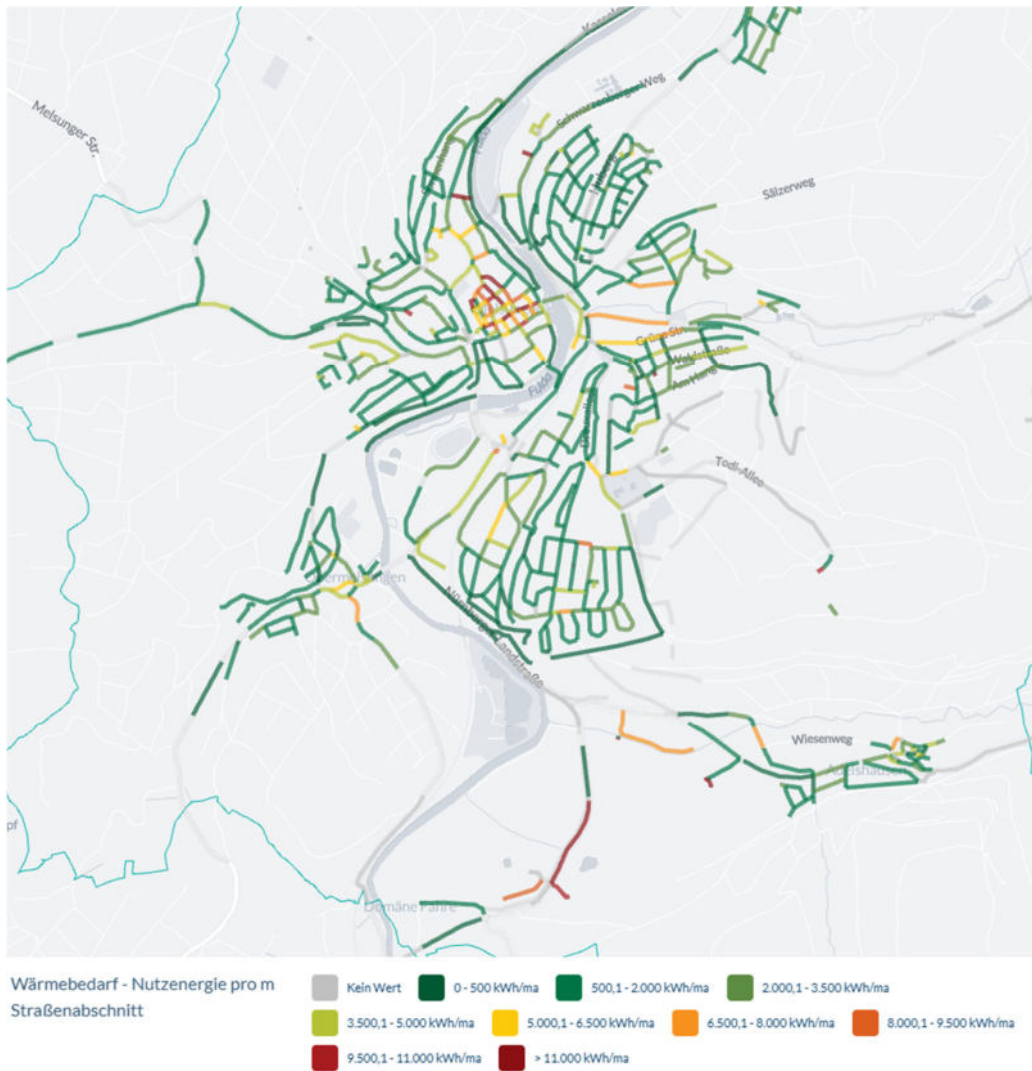 Melsunger Str.
Schwarzenberger Weg
Sälzerweg
Fulda
Grüne Str.
Waldstraße
Am Hang
Fulda
Todi-Allee
Nürnberger Landstraße
Wiesenweg
Adelshausen
pf
Domäne Fahre
Wärmebedarf - Nutzenergie pro m
Straßenabschnitt
Kein Wert
0 - 500 kWh/ma
500,1 - 2.000 kWh/ma
2.000,1 - 3.500 kWh/ma
3.500,1 - 5.000 kWh/ma
5.000,1 - 6.500 kWh/ma
6.500,1 - 8.000 kWh/ma
8.000,1 - 9.500 kWh/ma
9.500,1 - 11.000 kWh/ma
> 11.000 kWh/ma